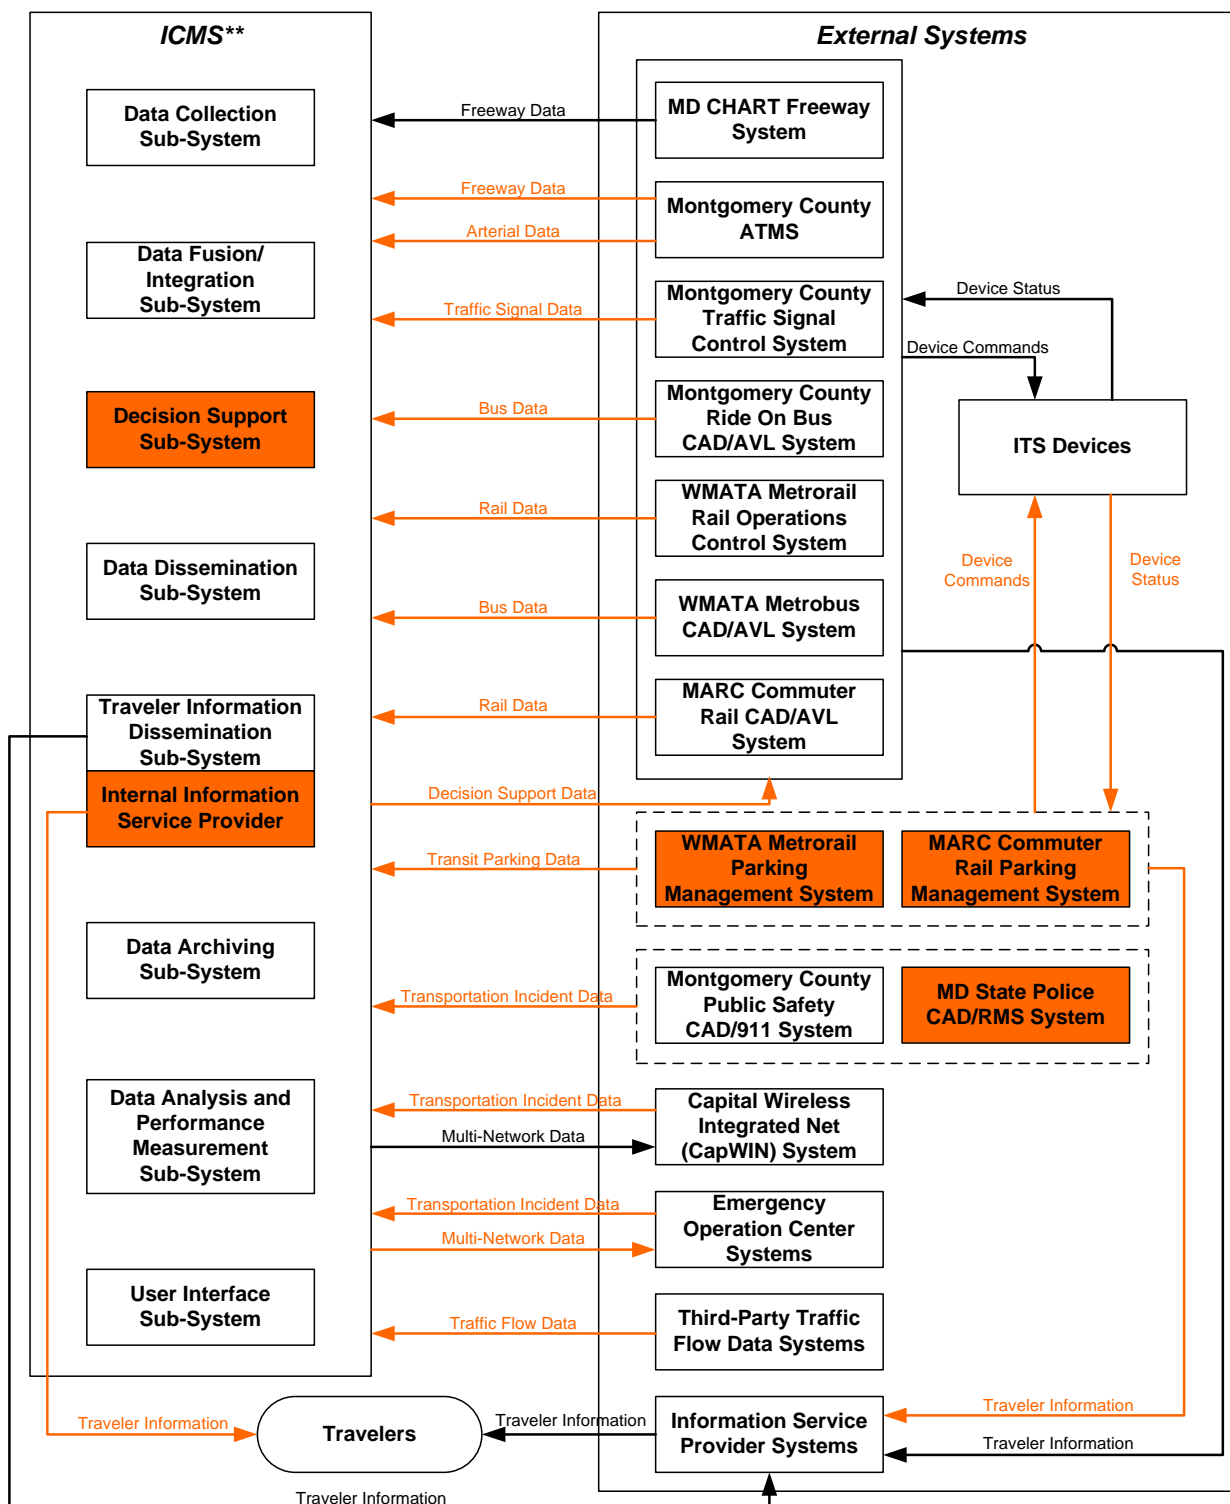 ICMS**
External Systems
Data Collection
Sub-System
Freeway Data
MD CHART Freeway
System
Freeway Data
Arterial Data
Montgomery County
ATMS
Data Fusion/
Integration
Sub-System
Traffic Signal Data
Montgomery County
Traffic Signal
Control System
Device Status
Device Commands
Decision Support
Sub-System
Bus Data
Montgomery County
Ride On Bus
CAD/AVL System
ITS Devices
Rail Data
WMATA Metrorail
Rail Operations
Control System
Device
Commands
Device
Status
Data Dissemination
Sub-System
Bus Data
WMATA Metrobus
CAD/AVL System
Traveler Information
Dissemination
Sub-System
Rail Data
MARC Commuter
Rail CAD/AVL
System
Internal Information
Service Provider
Decision Support Data
Transit Parking Data
WMATA Metrorail
Parking
Management System
MARC Commuter
Rail Parking
Management System
Data Archiving
Sub-System
Transportation Incident Data
Montgomery County
Public Safety
CAD/911 System
MD State Police
CAD/RMS System
Data Analysis and
Performance
Measurement
Sub-System
Transportation Incident Data
Multi-Network Data
Capital Wireless
Integrated Net
(CapWIN) System
Transportation Incident Data
Multi-Network Data
Emergency
Operation Center
Systems
User Interface
Sub-System
Traffic Flow Data
Third-Party Traffic
Flow Data Systems
Traveler Information
Travelers
Traveler Information
Information Service
Provider Systems
Traveler Information
Traveler Information
Traveler Information